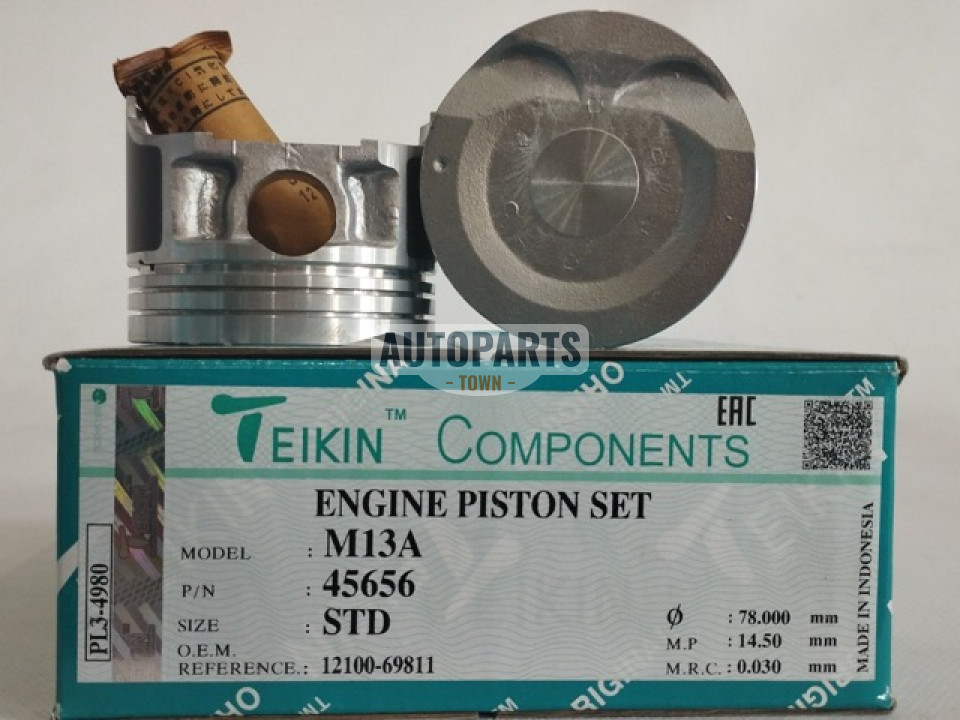 12
AUTOPARTS
- TOWN -
TEIKIN™ COMPONENTS
EAC
ENGINE PISTON SET
MODEL : M13A
P/N : 45656
SIZE : STD
O.E.M.
REFERENCE.: 12100-69811
Ø : 78.000 mm
M.P : 14.50 mm
M.R.C. : 0.030 mm
PL3-4980
MADE IN INDONESIA